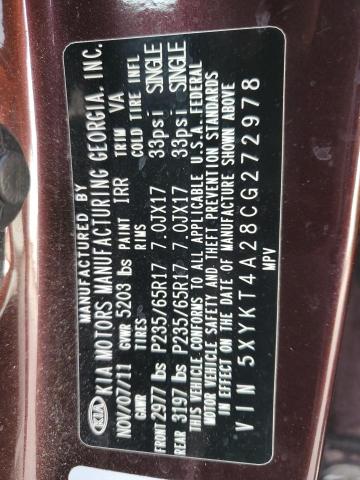 MANUFACTURED BY
KIA KIA MOTORS MANUFACTURING GEORGIA, INC.
NOV/07/11 GVWR 5203 lbs PAINT IRR TRIM VA
GWR TIRES RIMS COLD TIRE INFL
FRONT 2977 lbs P235/65R17 7.0JX17 33psi SINGLE
REAR 3197 lbs P235/65R17 7.0JX17 33psi SINGLE
THIS VEHICLE CONFORMS TO ALL APPLICABLE U.S.A. FEDERAL
MOTOR VEHICLE SAFETY AND THEFT PREVENTION STANDARDS
IN EFFECT ON THE DATE OF MANUFACTURE SHOWN ABOVE
VIN 5XYKT4A28CG272978
MPV